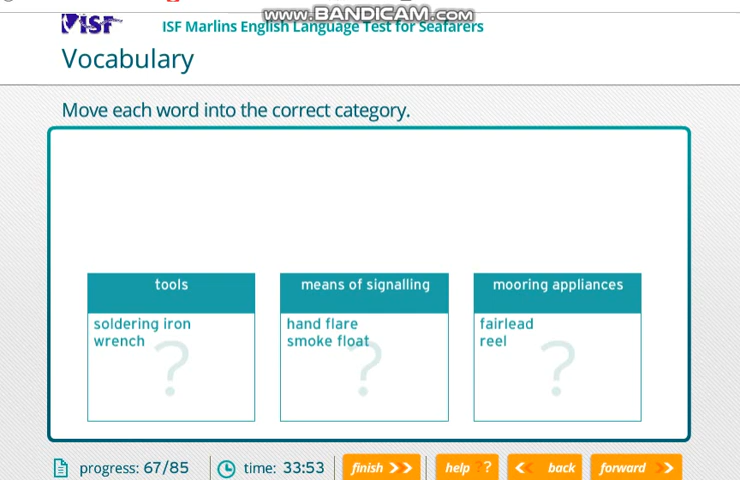 www.BANDICAM.com
ISF
ISF Marlins English Language Test for Seafarers
Vocabulary
Move each word into the correct category.
tools
soldering iron
wrench
?
means of signalling
hand flare
smoke float
?
mooring appliances
fairlead
reel
?
progress: 67/85
time: 33:53
finish >>
help ??
<< back
forward >>